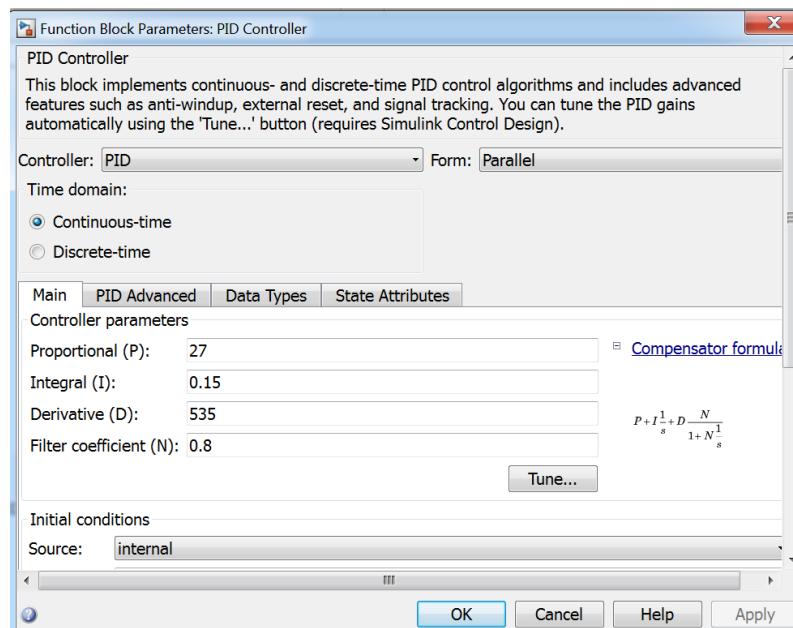 Function Block Parameters: PID Controller
X
PID Controller
This block implements continuous- and discrete-time PID control algorithms and includes advanced
features such as anti-windup, external reset, and signal tracking. You can tune the PID gains
automatically using the 'Tune...' button (requires Simulink Control Design).
Controller: PID Form: Parallel
Time domain:
Continuous-time
Discrete-time
Main PID Advanced Data Types State Attributes
Controller parameters
Proportional (P): 27 Compensator formula
Integral (I): 0.15
Derivative (D): 535
P+I 1/s + D N/(1+N 1/s)
Filter coefficient (N): 0.8
Tune...
Initial conditions
Source: internal
OK Cancel Help Apply